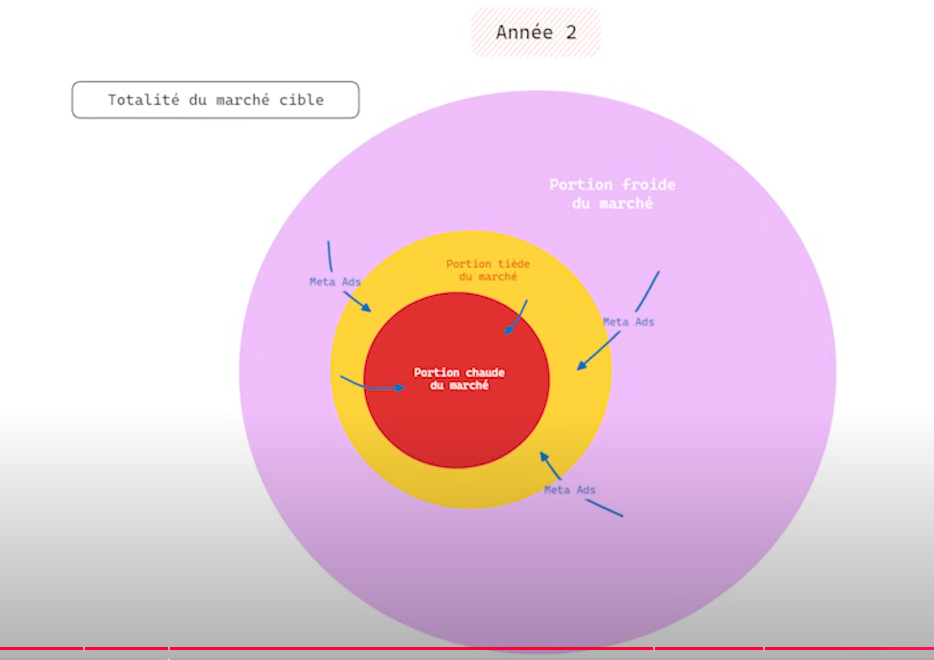 Année 2
Totalité du marché cible
Portion froide
du marché
Portion tiède
du marché
Meta Ads
Meta Ads
Portion chaude
du marché
Meta Ads